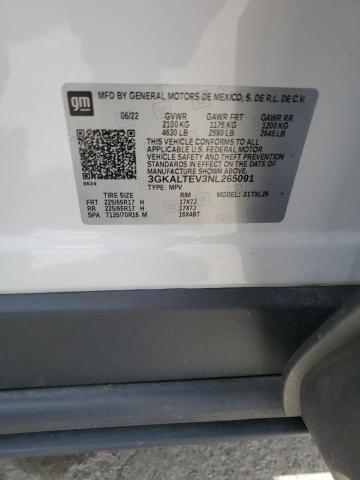 gm
MFD BY GENERAL MOTORS DE MEXICO, S. DE R.L. DE C.V.
06/22 GVWR GAWR FRT GAWR RR
2100 KG 1175 KG 1200 KG
4630 LB 2590 LB 2645 LB
THIS VEHICLE CONFORMS TO ALL APPLICABLE
U.S. FEDERAL MOTOR
VEHICLE SAFETY, BUMPER, AND THEFT
PREVENTION STANDARDS IN EFFECT ON THE
DATE OF MANUFACTURE SHOWN ABOVE.
3GKALTEV3NL265091
TYPE: MPV MODEL: 31TXL26
TIRE SIZE RIM
FRT 225/65R17 H 17X7J
RR 225/65R17 H 17X7J
SPA T135/70R16 M 16X4BT